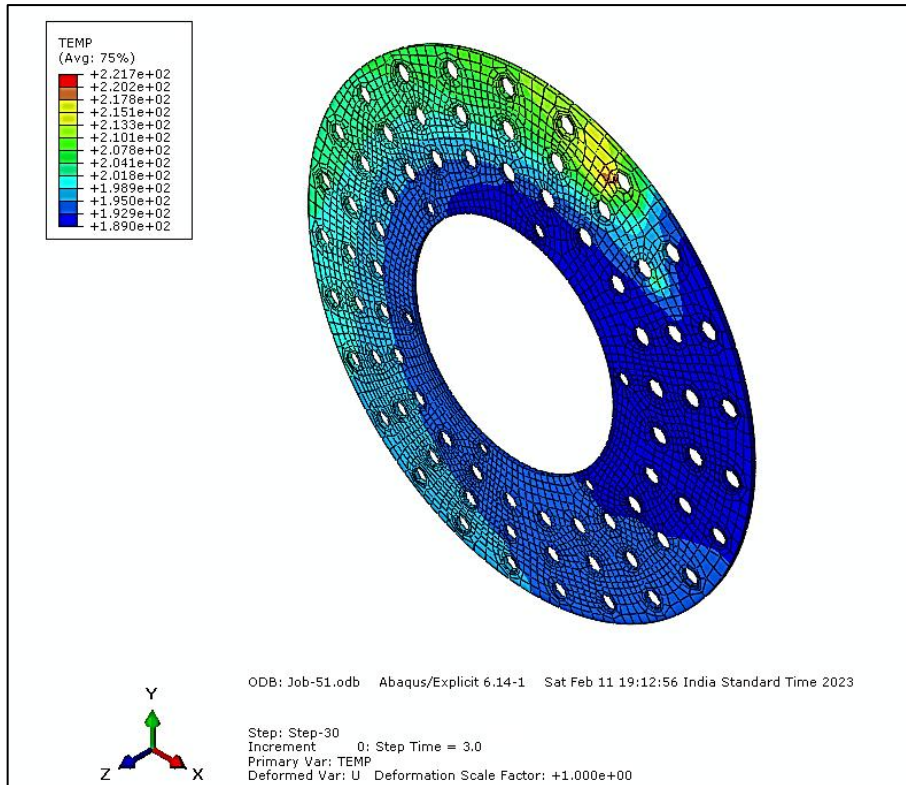 TEMP
(Avg: 75%)
+2.217e+02
+2.202e+02
+2.178e+02
+2.151e+02
+2.133e+02
+2.101e+02
+2.078e+02
+2.041e+02
+2.018e+02
+1.989e+02
+1.950e+02
+1.929e+02
+1.890e+02
ODB: Job-51.odb Abaqus/Explicit 6.14-1 Sat Feb 11 19:12:56 India Standard Time 2023
Y
Z X
Step: Step-30
Increment 0: Step Time = 3.0
Primary Var: TEMP
Deformed Var: U Deformation Scale Factor: +1.000e+00